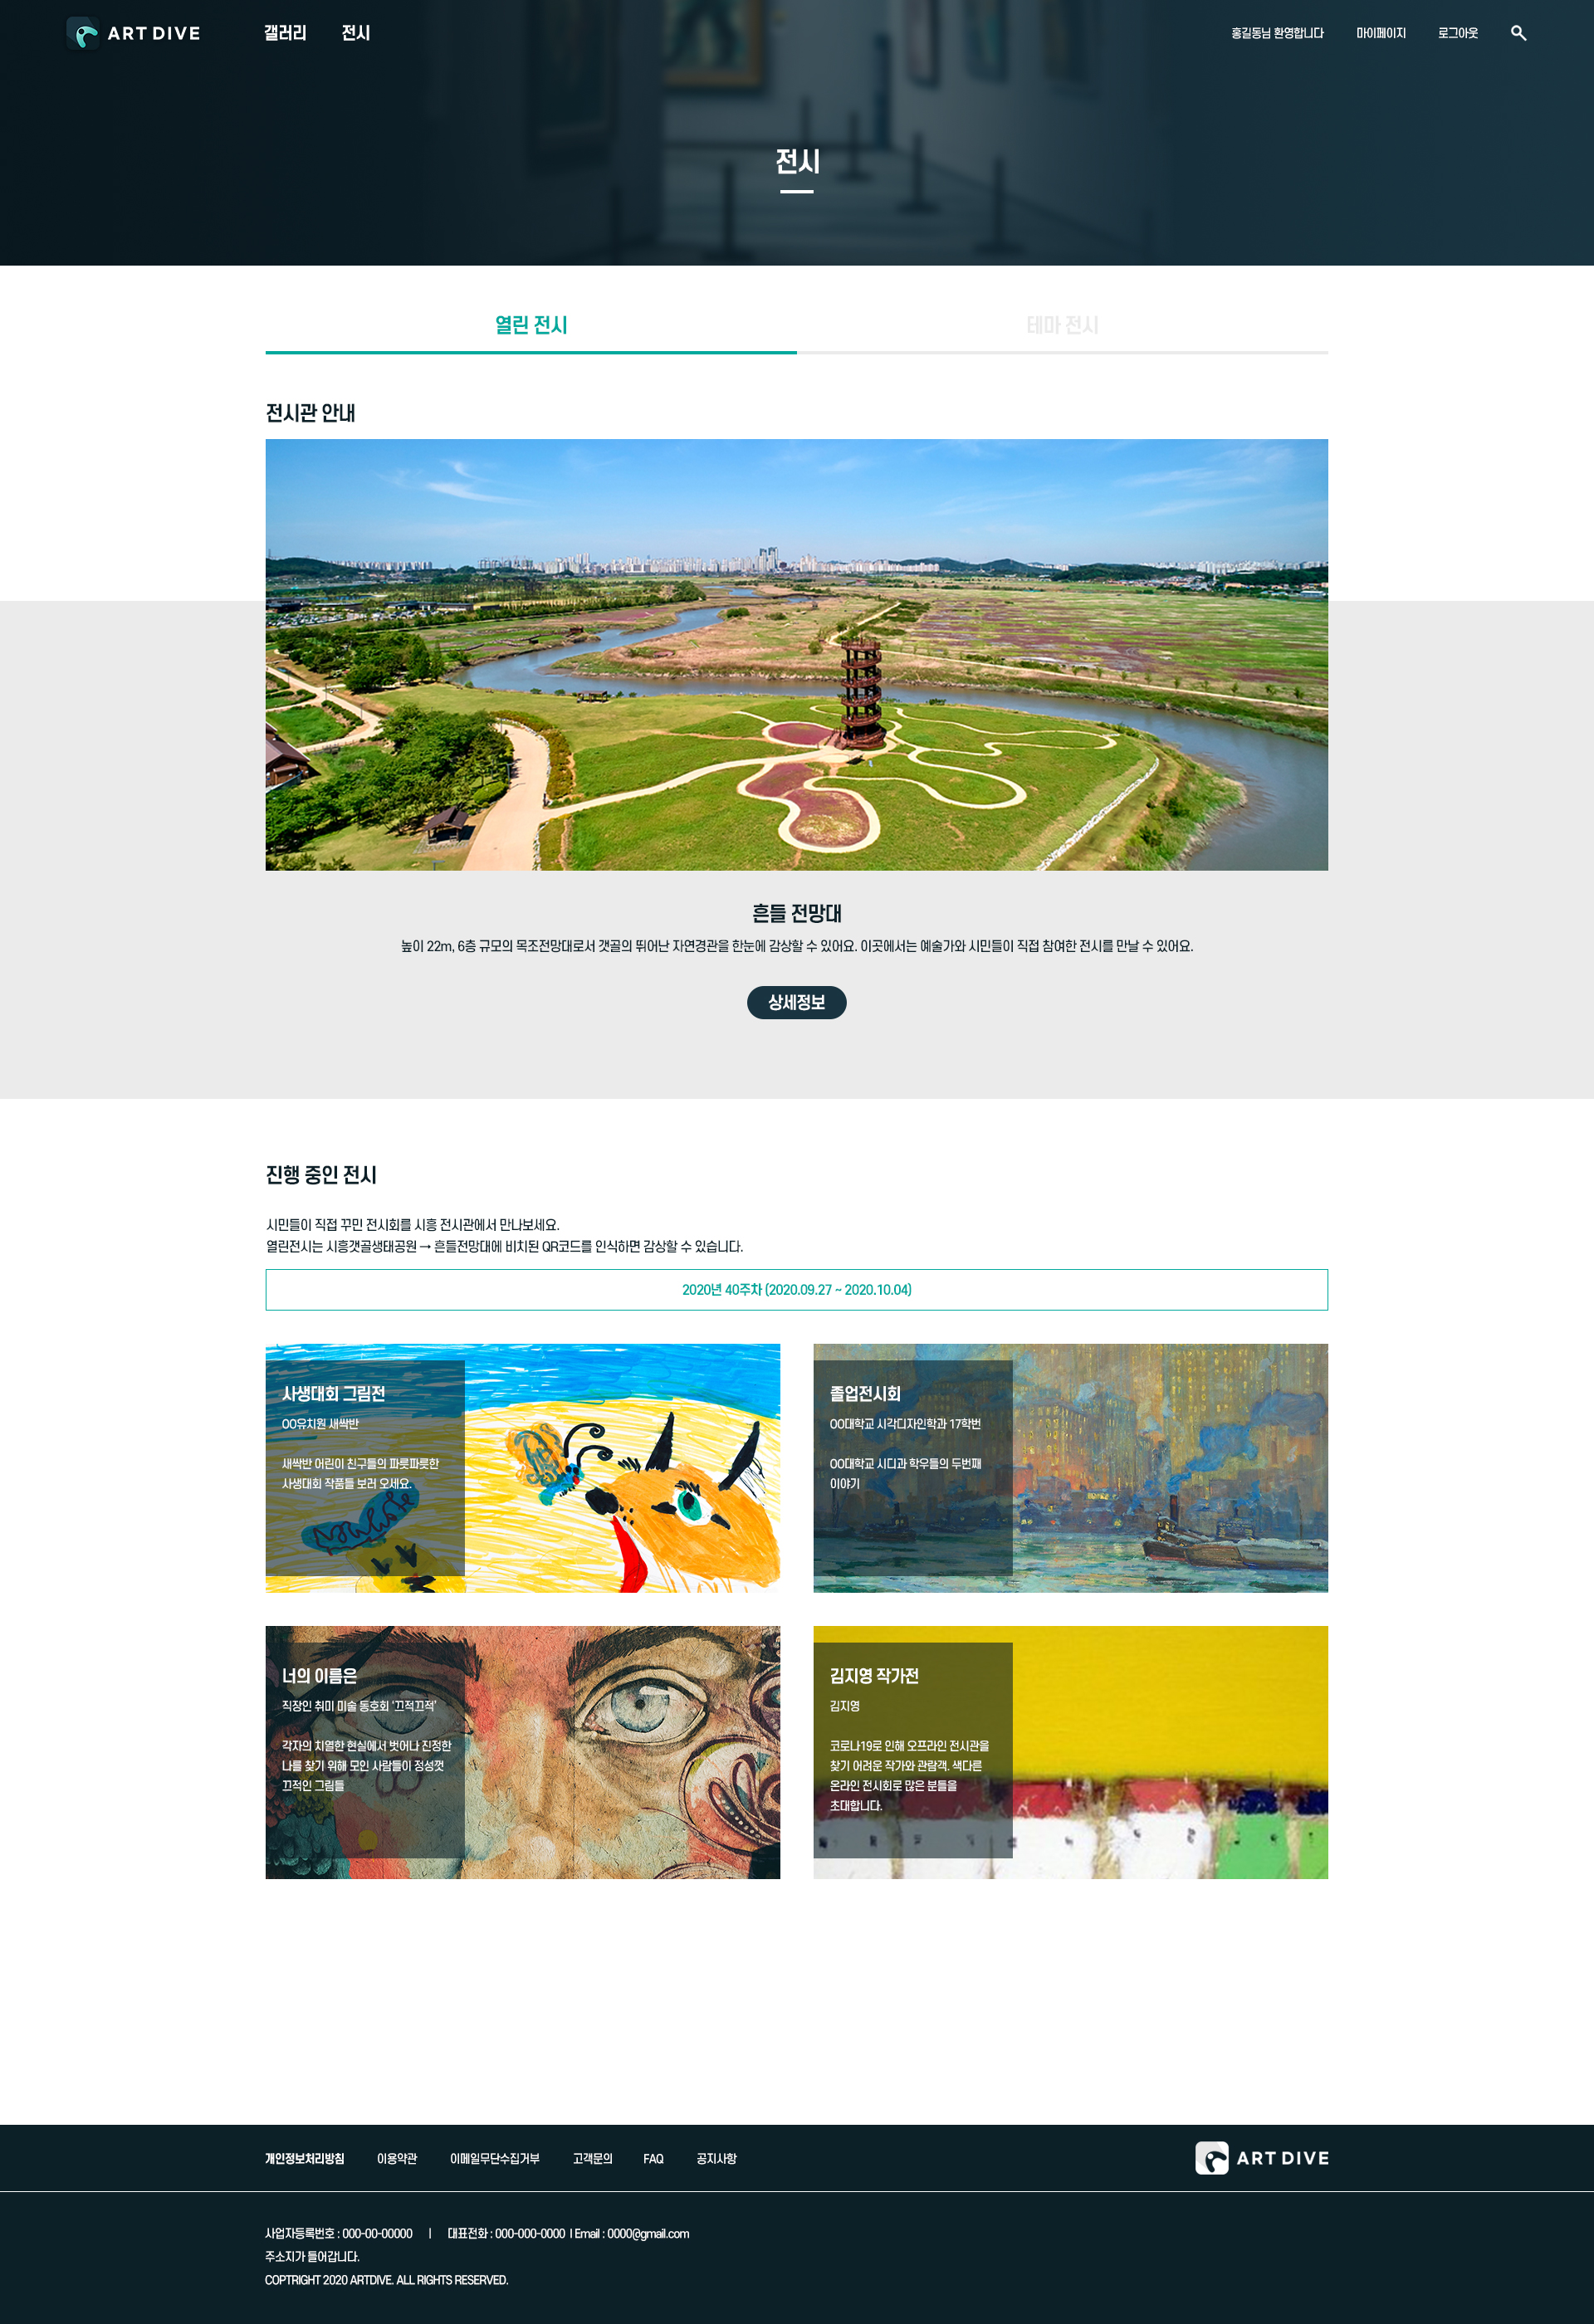 ART DIVE
갤러리
전시
홍길동님 환영합니다
마이페이지
로그아웃
전시
열린 전시
테마 전시
전시관 안내
흔들 전망대
높이 22m, 6층 규모의 목조전망대로서 갯골의 뛰어난 자연경관을 한눈에 감상할 수 있어요. 이곳에서는 예술가와 시민들이 직접 참여한 전시를 만날 수 있어요.
상세정보
진행 중인 전시
시민들이 직접 꾸민 전시회를 시흥 전시관에서 만나보세요.
열린전시는 시흥갯골생태공원 → 흔들전망대에 비치된 QR코드를 인식하면 감상할 수 있습니다.
2020년 40주차 (2020.09.27 ~ 2020.10.04)
사생대회 그림전
OO유치원 새싹반
새싹반 어린이 친구들의 파릇파릇한
사생대회 작품들 보러 오세요.
졸업전시회
OO대학교 시각디자인학과 17학번
OO대학교 시디과 학우들의 두번째
이야기
너의 이름은
직장인 취미 미술 동호회 '끄적끄적'
각자의 치열한 현실에서 벗어나 진정한
나를 찾기 위해 모인 사람들이 정성껏
끄적인 그림들
김지영 작가전
김지영
코로나19로 인해 오프라인 전시관을
찾기 어려운 작가와 관람객. 색다른
온라인 전시회로 많은 분들을
초대합니다.
개인정보처리방침
이용약관
이메일무단수집거부
고객문의
FAQ
공지사항
ART DIVE
사업자등록번호 : 000-00-00000 | 대표전화 : 000-000-0000 | Email : 0000@gmail.com
주소지가 들어갑니다.
COPTRIGHT 2020 ARTDIVE. ALL RIGHTS RESERVED.